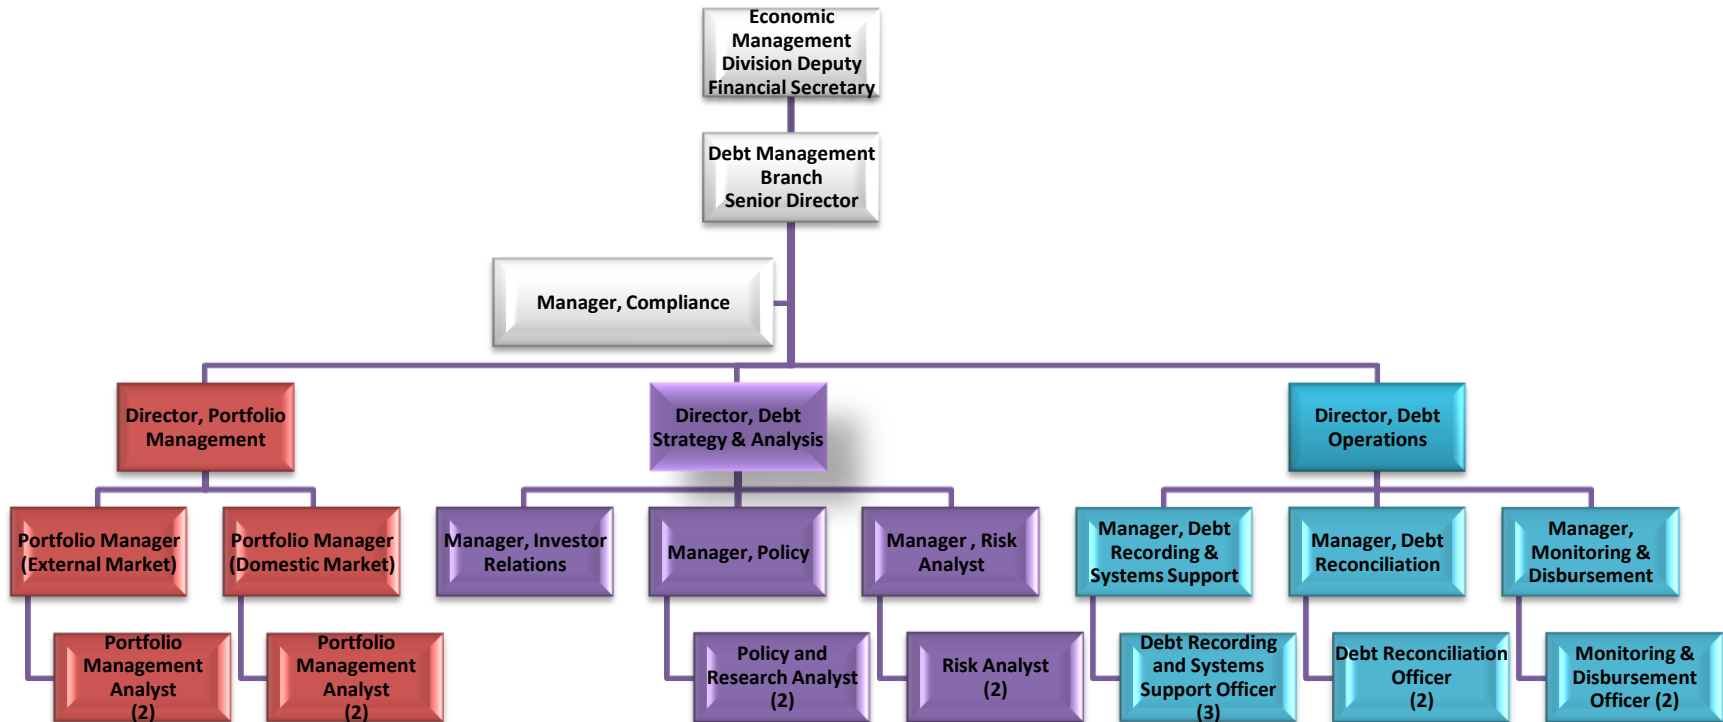 Economic
Management
Division Deputy
Financial Secretary
Debt Management
Branch
Senior Director
Manager, Compliance
Director, Portfolio
Management
Director, Debt
Strategy & Analysis
Director, Debt
Operations
Portfolio Manager
(External Market)
Portfolio Manager
(Domestic Market)
Manager, Investor
Relations
Manager, Policy
Manager , Risk
Analyst
Manager, Debt
Recording &
Systems Support
Manager, Debt
Reconciliation
Manager,
Monitoring &
Disbursement
Portfolio
Management
Analyst
(2)
Portfolio
Management
Analyst
(2)
Policy and
Research Analyst
(2)
Risk Analyst
(2)
Debt Recording
and Systems
Support Officer
(3)
Debt Reconciliation
Officer
(2)
Monitoring &
Disbursement
Officer (2)